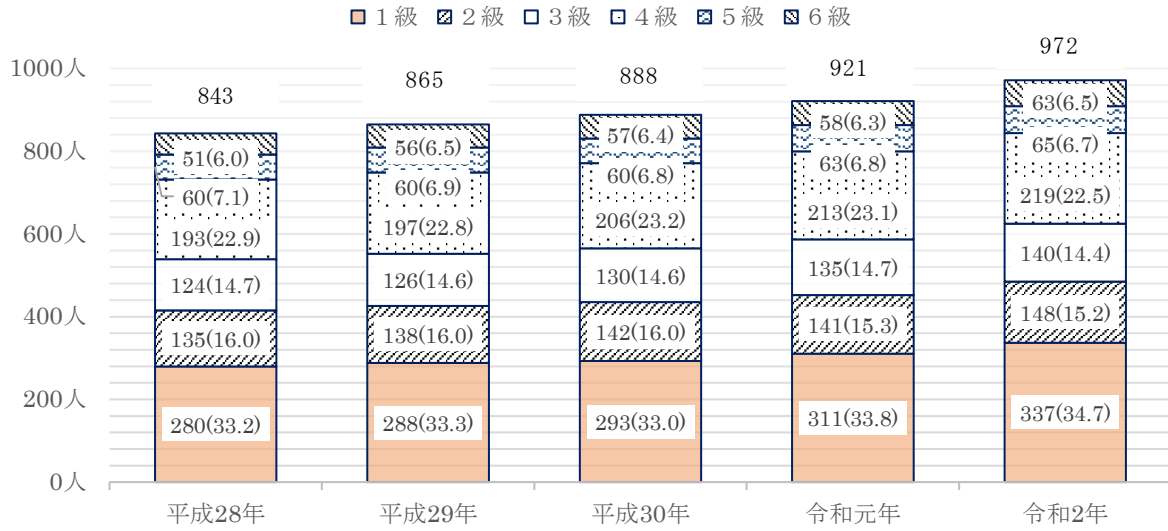 １級 ２級 ３級 ４級 ５級 ６級
1000人
800人
600人
400人
200人
0人
843
865
888
921
972
51(6.0)
56(6.5)
57(6.4)
58(6.3)
63(6.5)
60(7.1)
60(6.9)
60(6.8)
63(6.8)
65(6.7)
193(22.9)
197(22.8)
206(23.2)
213(23.1)
219(22.5)
124(14.7)
126(14.6)
130(14.6)
135(14.7)
140(14.4)
135(16.0)
138(16.0)
142(16.0)
141(15.3)
148(15.2)
280(33.2)
288(33.3)
293(33.0)
311(33.8)
337(34.7)
平成28年
平成29年
平成30年
令和元年
令和2年